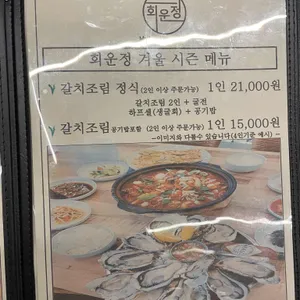 회운정
회운정 겨울 시즌 메뉴
갈치조림 정식(2인 이상 주문가능) 1인 21,000원
갈치조림 2인 + 굴전
하프셸(생굴회) + 공기밥
갈치조림 공기밥포함 (2인 이상 주문가능) 1인 15,000원
~이미지와 다를수 있습니다(4인기준 예시)~